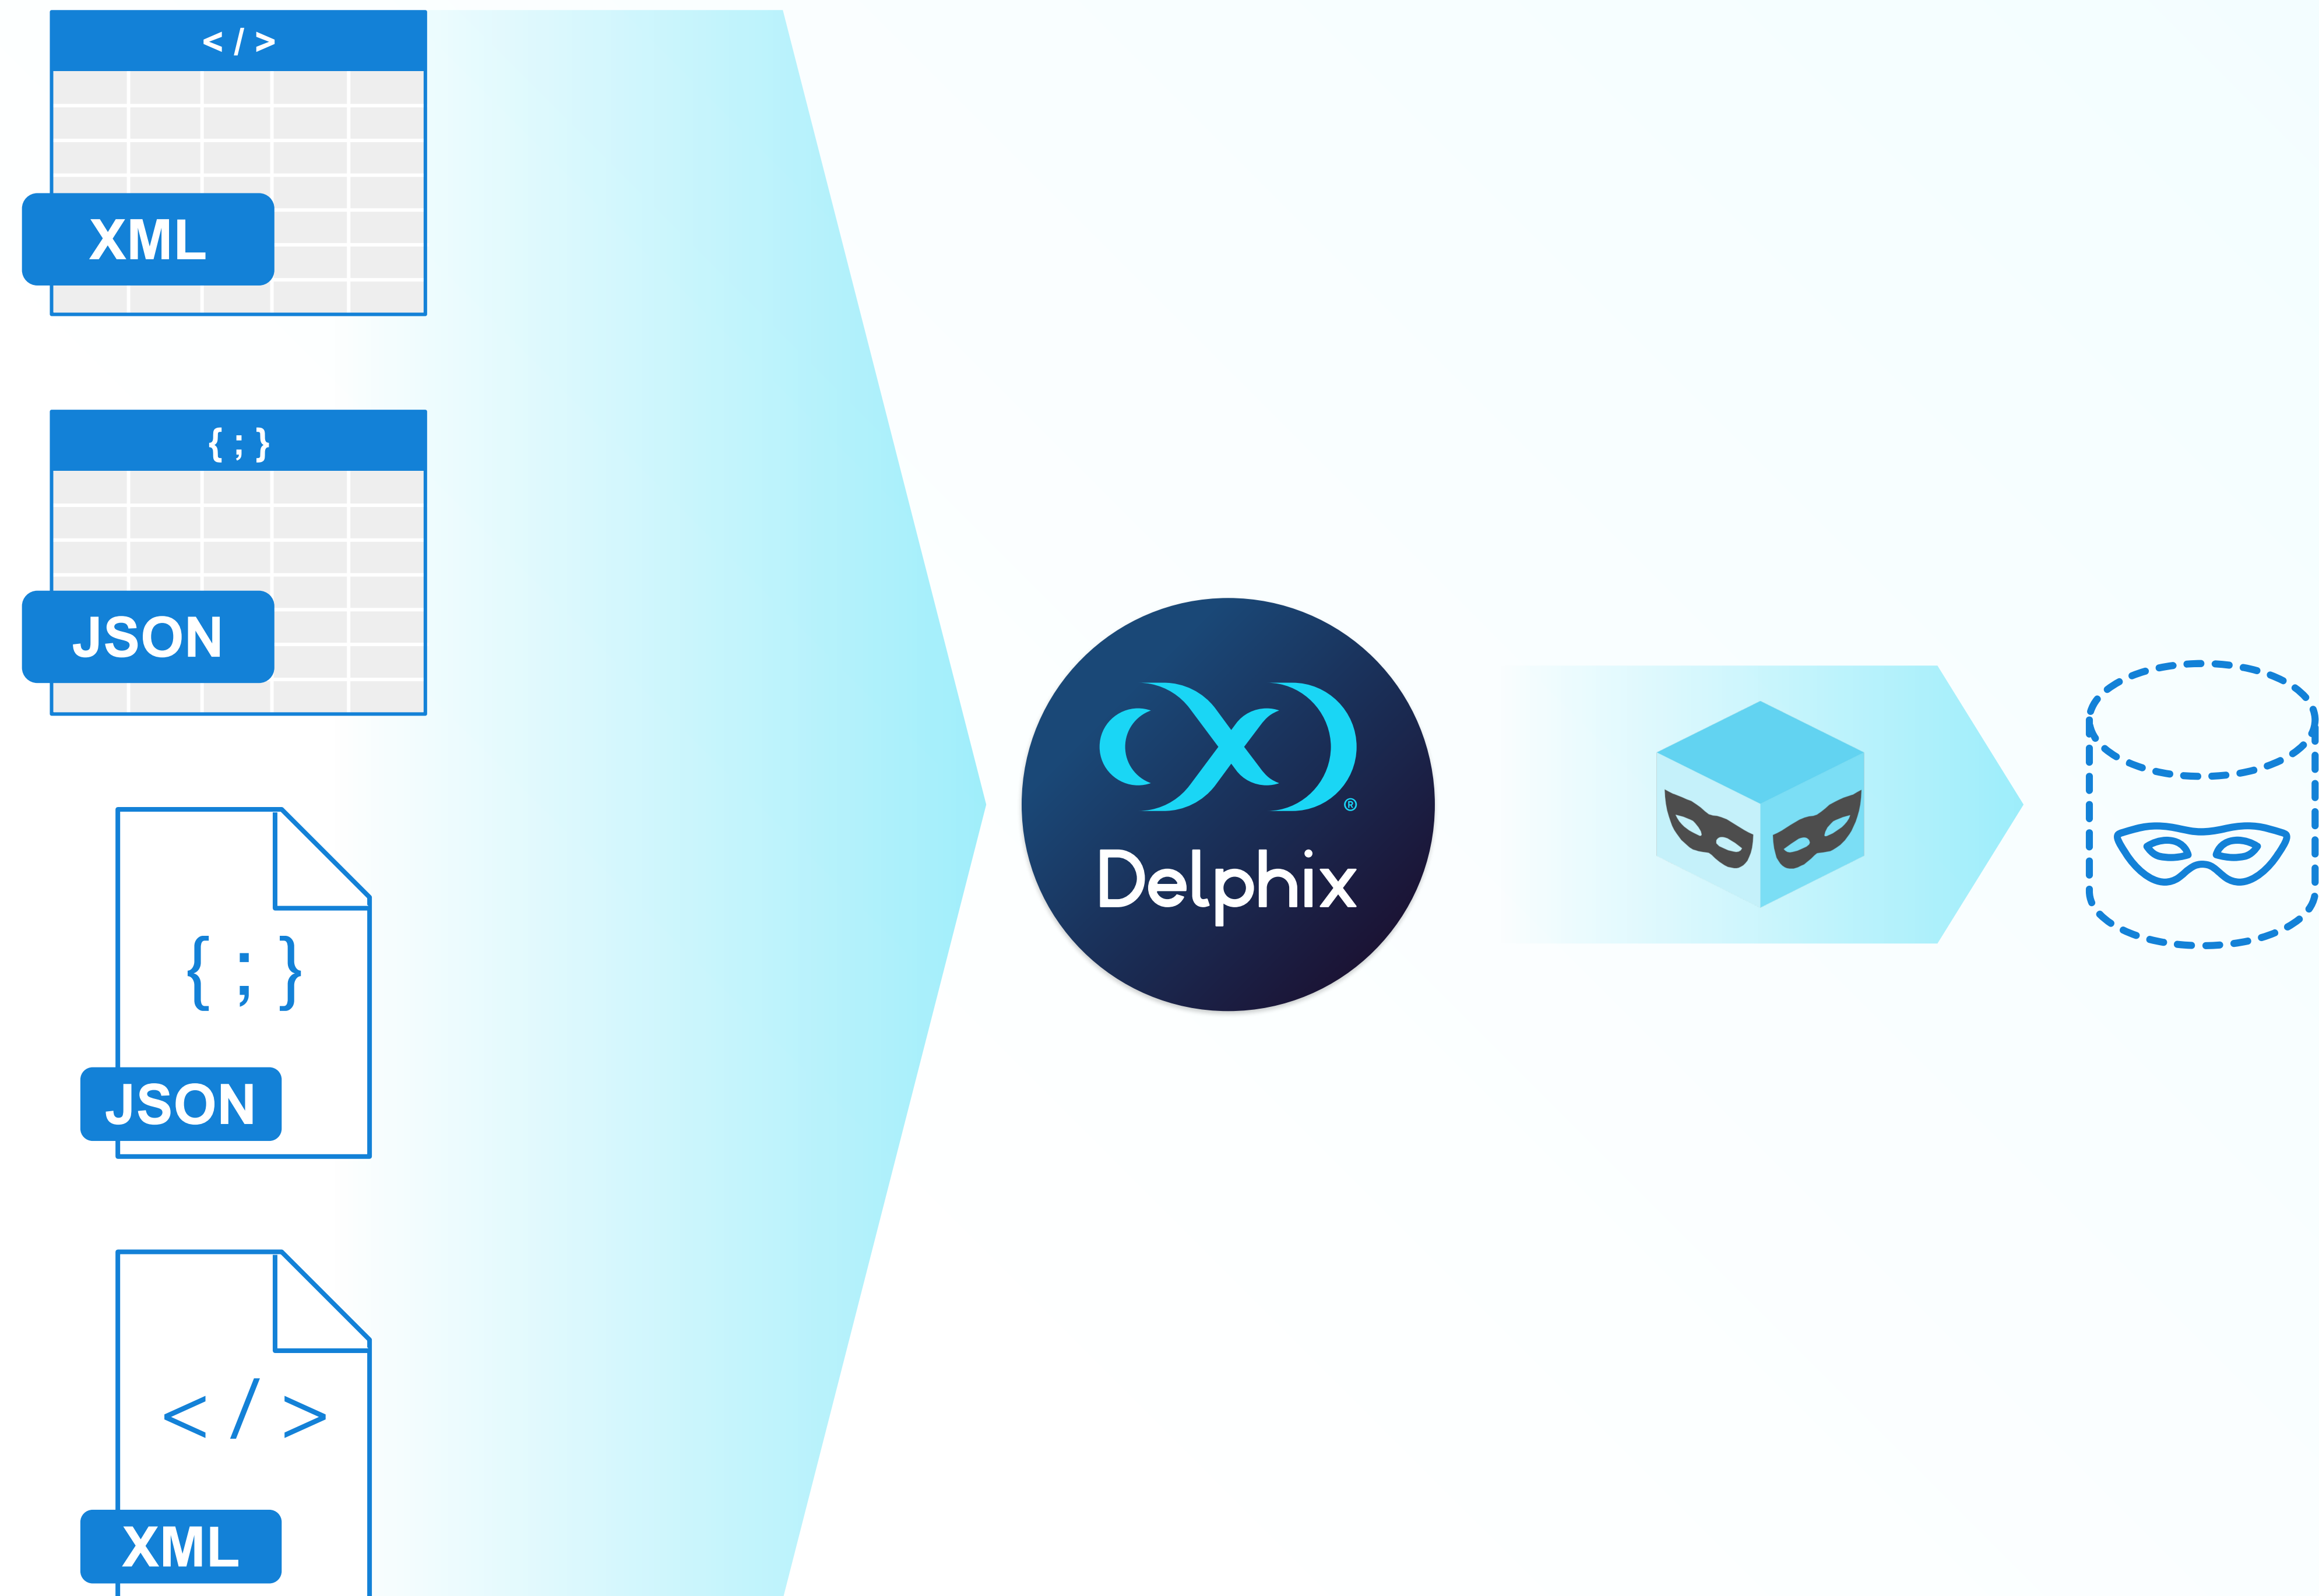 </>
XML
{;}
JSON
{;}
JSON
</>
XML
®
Delphix